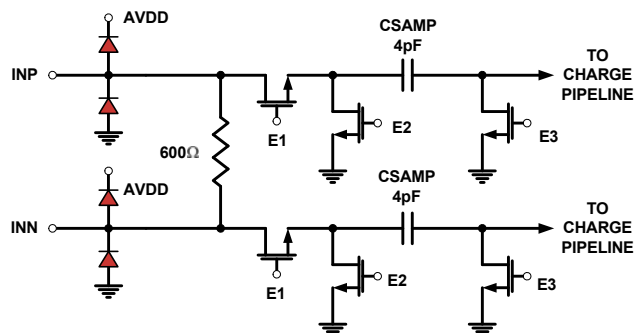 AVDD
CSAMP
4pF
INP
TO
CHARGE
PIPELINE
E1
E2
E3
600Ω
CSAMP
4pF
AVDD
INN
TO
CHARGE
PIPELINE
E1
E2
E3